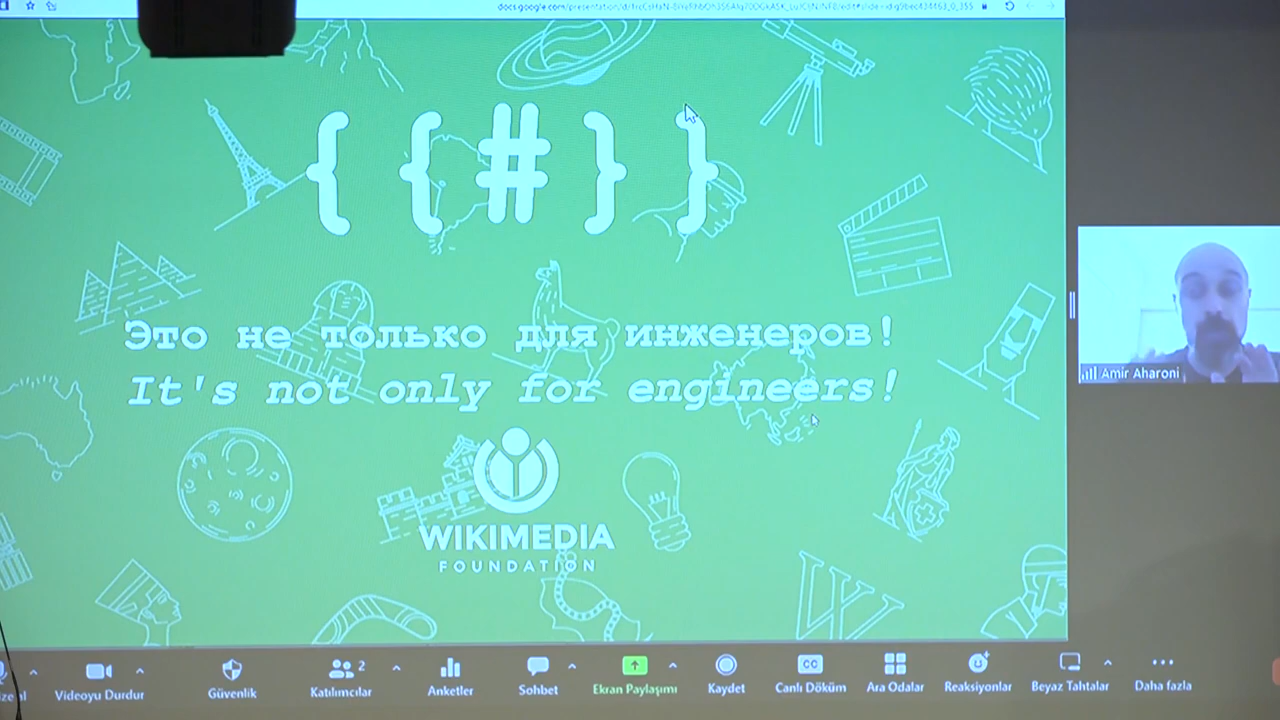 { { # } }
Это не только для инженеров!
It's not only for engineers!
WIKIMEDIA
FOUNDATION
Amir Aharoni
Videoyu Durdur
Güvenlik
Katılımcılar
2
Anketler
Sohbet
Ekran Paylaşımı
Kaydet
CC
Canlı Döküm
Ara Odalar
Reaksiyonlar
Beyaz Tahtalar
Daha fazla